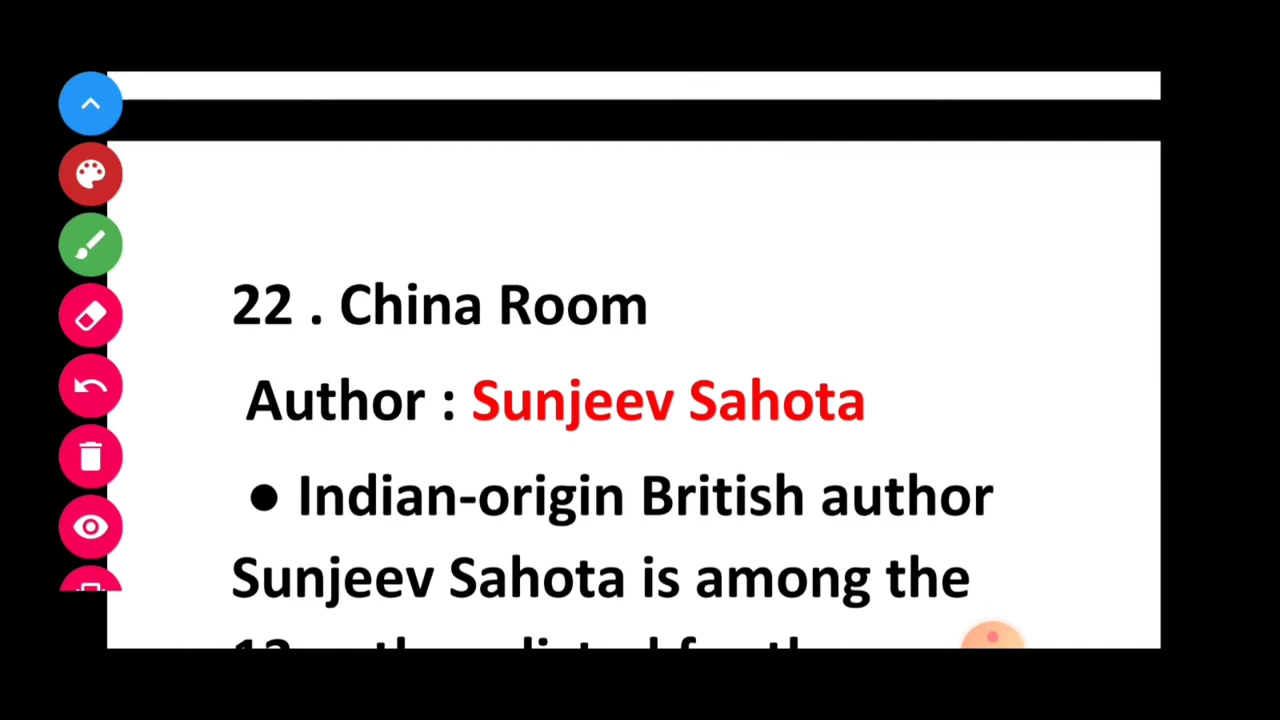 22 . China Room
Author : Sunjeev Sahota
● Indian-origin British author
Sunjeev Sahota is among the